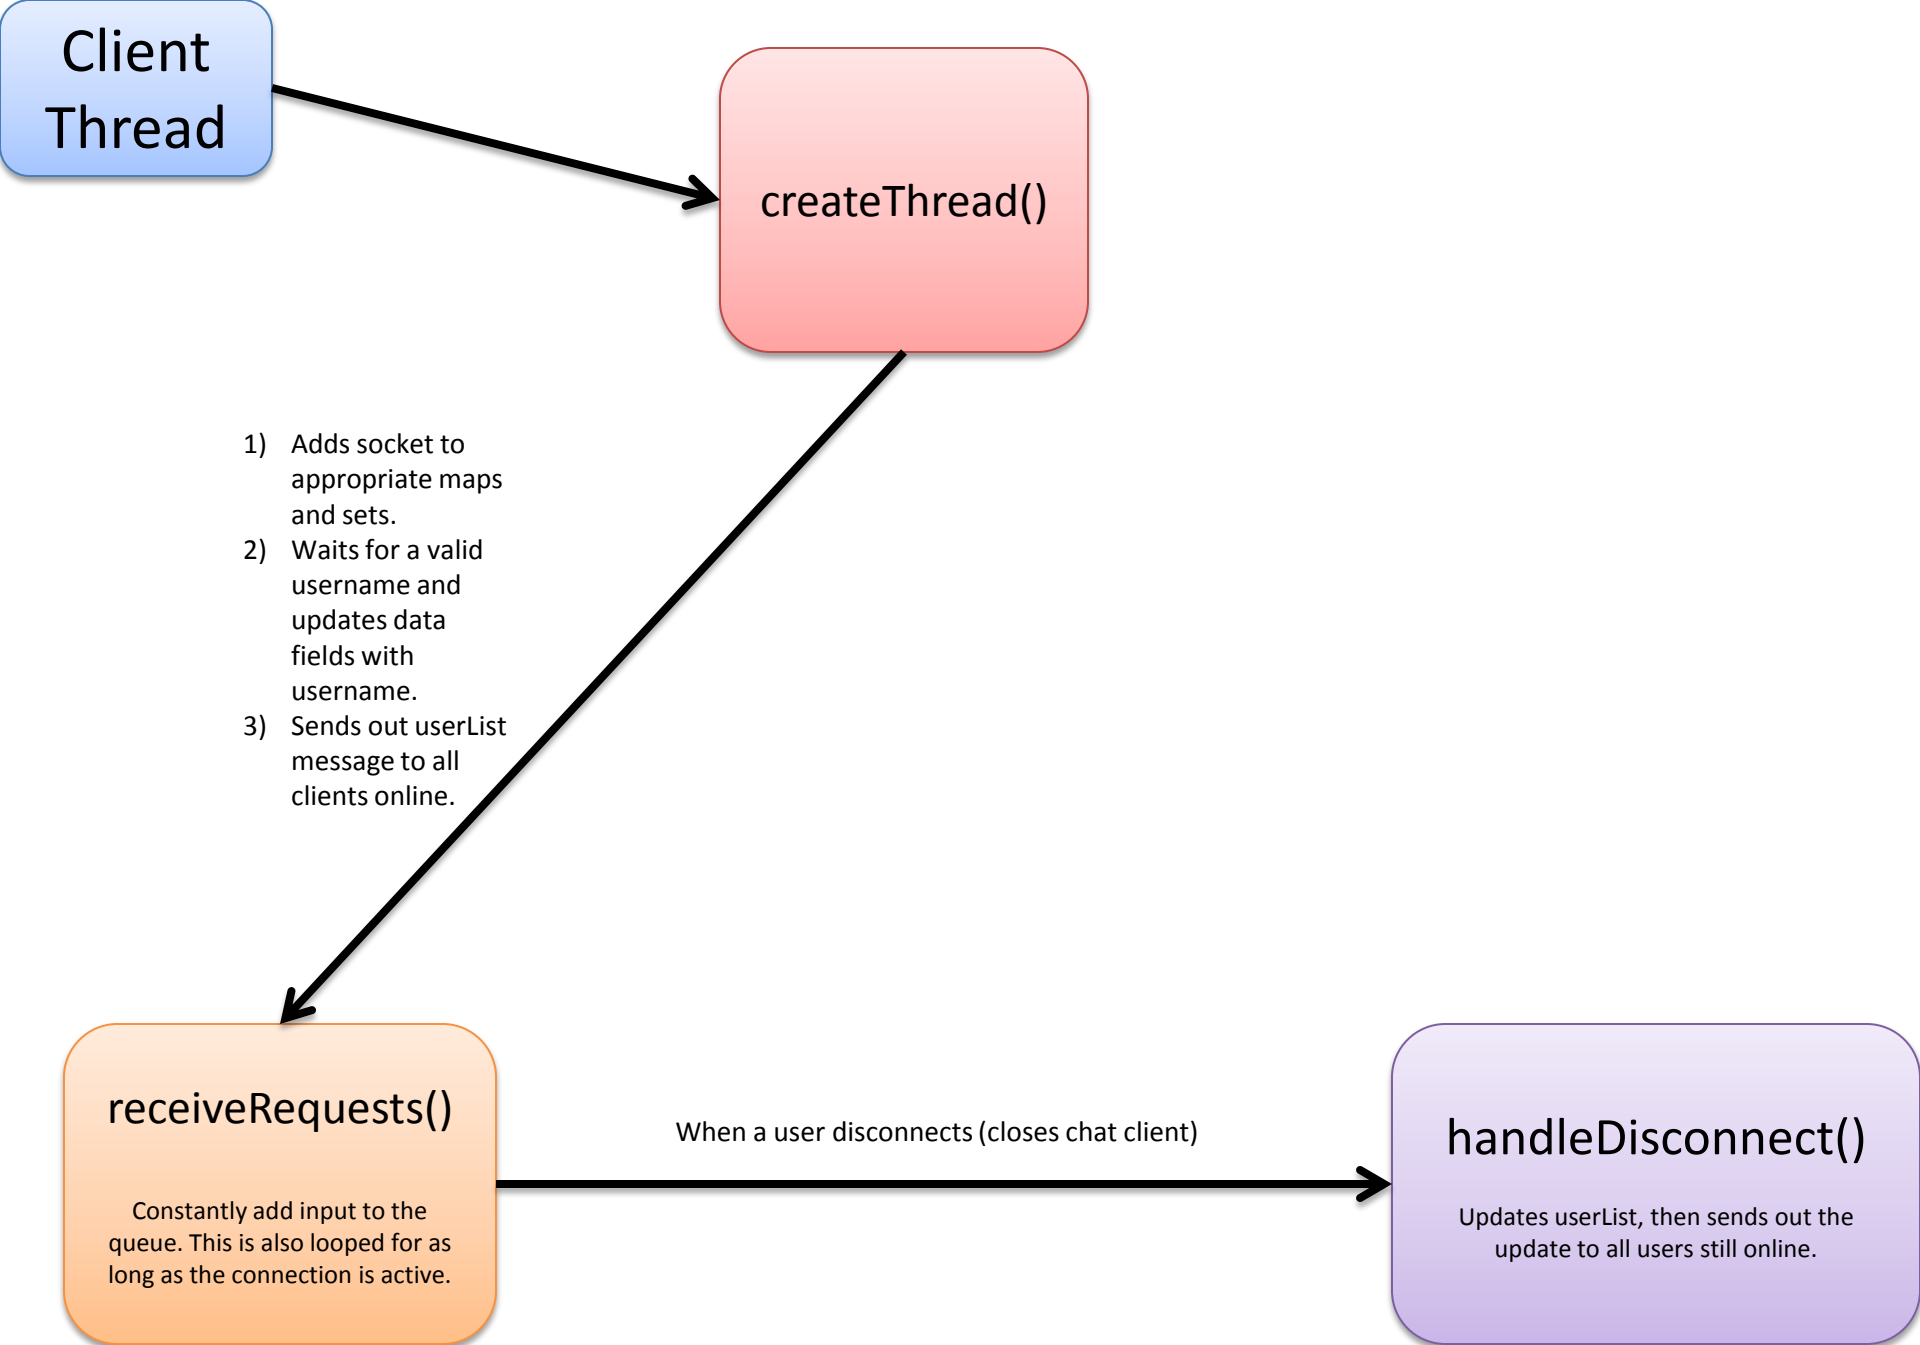 Client
Thread
createThread()
1) Adds socket to
appropriate maps
and sets.
2) Waits for a valid
username and
updates data
fields with
username.
3) Sends out userList
message to all
clients online.
receiveRequests()
Constantly add input to the
queue. This is also looped for as
long as the connection is active.
When a user disconnects (closes chat client)
handleDisconnect()
Updates userList, then sends out the
update to all users still online.